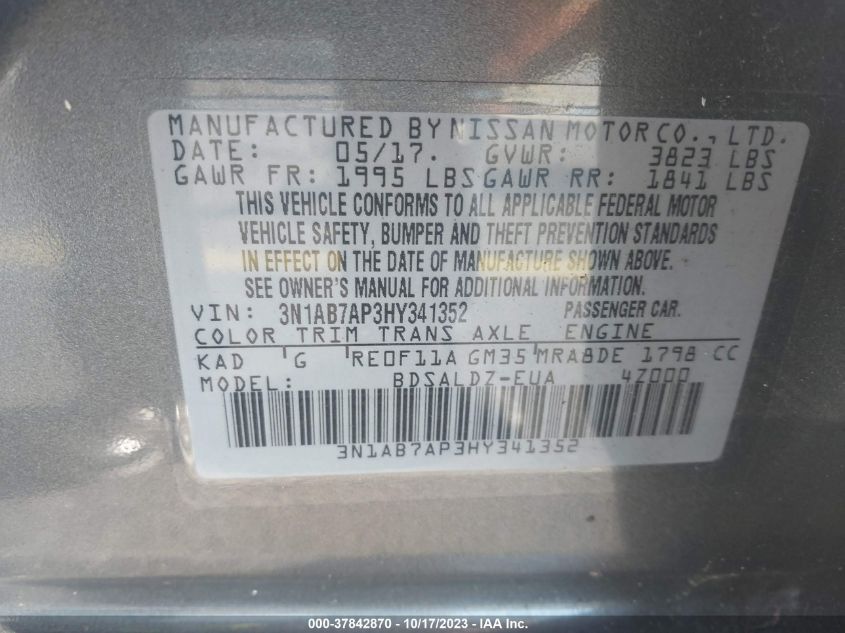 MANUFACTURED BY NISSAN MOTOR CO., LTD.
DATE: 05/17. GVWR: 3823 LBS
GAWR FR: 1995 LBS GAWR RR: 1841 LBS
THIS VEHICLE CONFORMS TO ALL APPLICABLE FEDERAL MOTOR
VEHICLE SAFETY, BUMPER AND THEFT PREVENTION STANDARDS
IN EFFECT ON THE DATE OF MANUFACTURE SHOWN ABOVE.
SEE OWNER'S MANUAL FOR ADDITIONAL INFORMATION.
VIN: 3N1AB7AP3HY341352 PASSENGER CAR.
COLOR TRIM TRANS AXLE ENGINE
KAD G RE0F11A GM35 MRA8DE 1798 CC
MODEL: BDSALDZ-EUA 4Z000
3N1AB7AP3HY341352
000-37842870 - 10/17/2023 - IAA Inc.